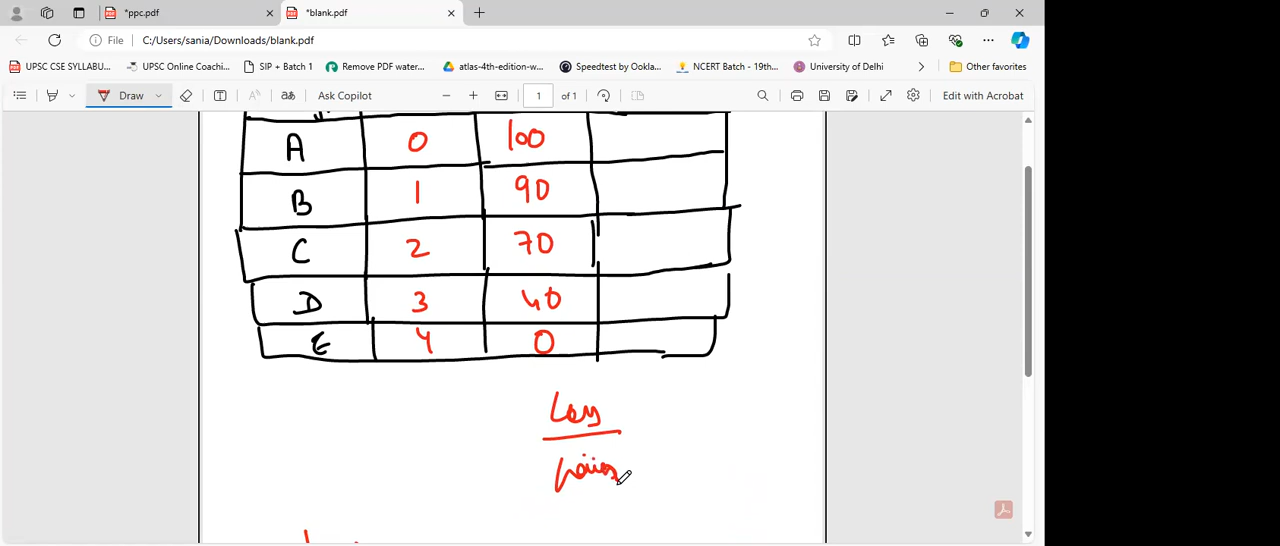 *ppc.pdf
*blank.pdf
File C:/Users/sania/Downloads/blank.pdf
UPSC CSE SYLLABU...
UPSC Online Coachi...
SIP + Batch 1
Remove PDF water...
atlas-4th-edition-w...
Speedtest by Ookla...
NCERT Batch - 19th...
University of Delhi
Other favorites
Draw
Ask Copilot
1 of 1
Edit with Acrobat
A 0 100
B 1 90
C 2 70
D 3 40
E 4 0